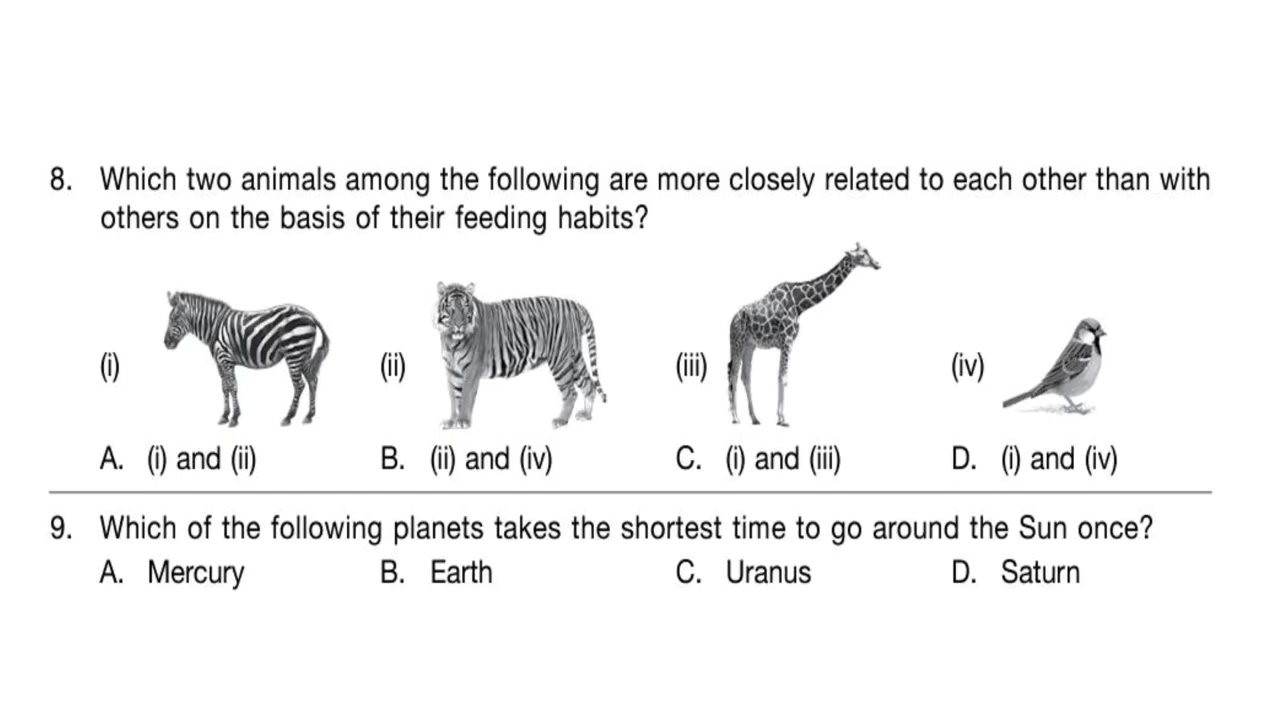 8. Which two animals among the following are more closely related to each other than with
others on the basis of their feeding habits?
(i) (ii) (iii) (iv)
A. (i) and (ii) B. (ii) and (iv) C. (i) and (iii) D. (i) and (iv)
9. Which of the following planets takes the shortest time to go around the Sun once?
A. Mercury B. Earth C. Uranus D. Saturn